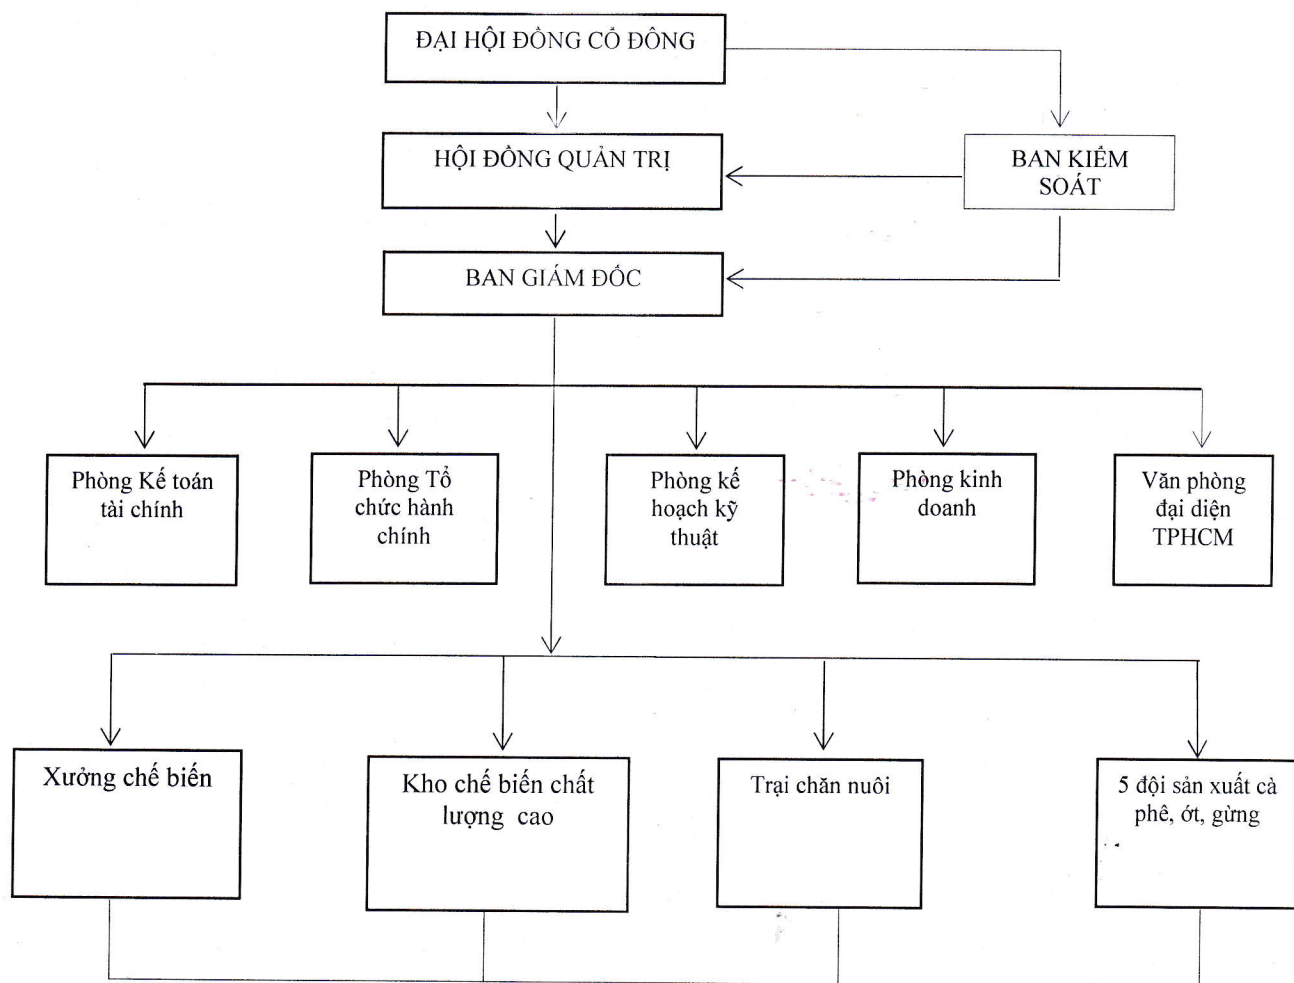 ĐẠI HỘI ĐỒNG CỔ ĐÔNG
HỘI ĐỒNG QUẢN TRỊ
BAN KIỂM
SOÁT
BAN GIÁM ĐỐC
Phòng Kế toán
tài chính
Phòng Tổ
chức hành
chính
Phòng kế
hoạch kỹ
thuật
Phòng kinh
doanh
Văn phòng
đại diện
TPHCM
Xưởng chế biến
Kho chế biến chất
lượng cao
Trại chăn nuôi
5 đội sản xuất cà
phê, ớt, gừng